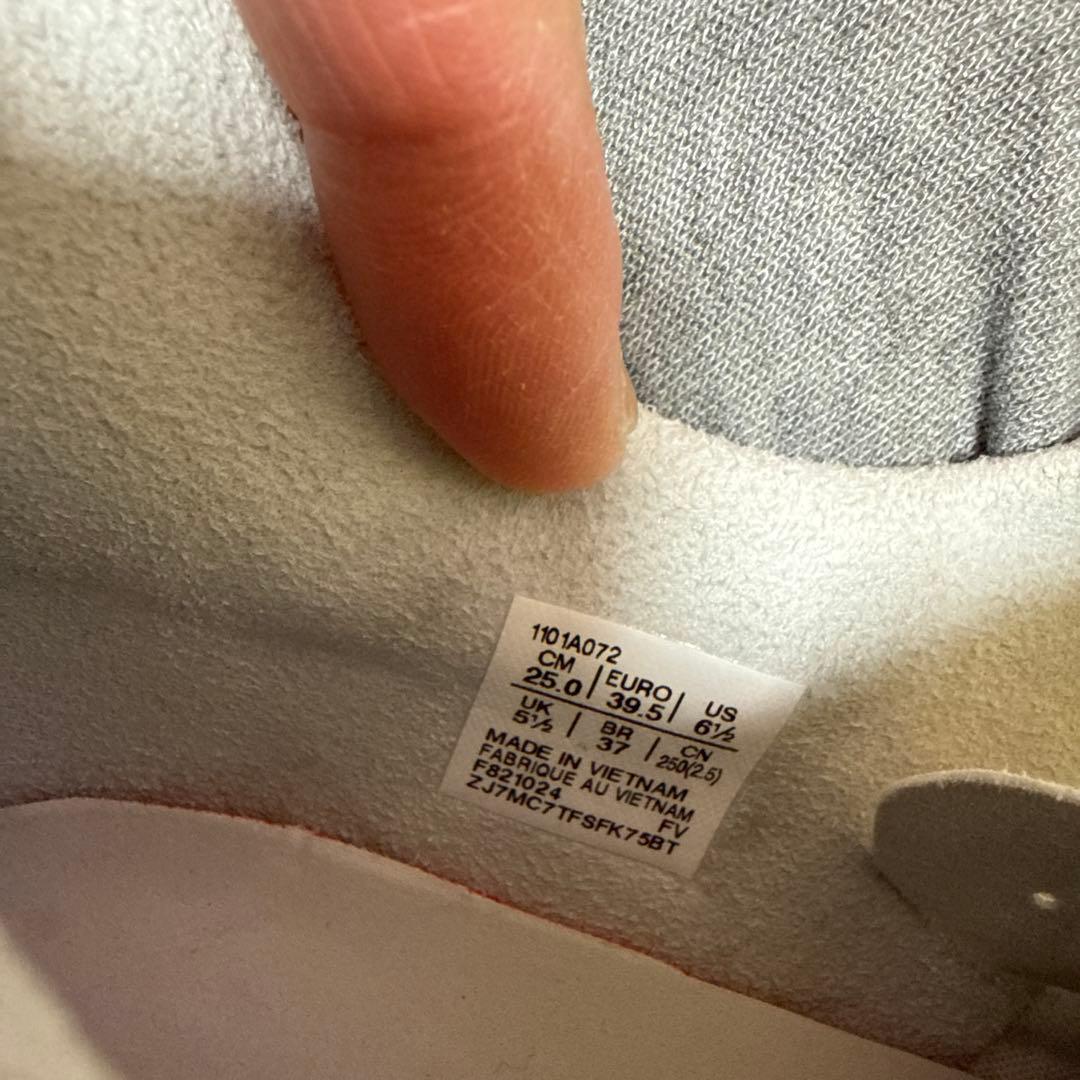 1101A072
CM | EURO | US
25.0 | 39.5 | 6½
UK | BR | CN
5½ | 37 | 250(2.5)
MADE IN VIETNAM
FABRIQUE AU VIETNAM
F821024 FV
ZJ7MC7TFSFK75BT